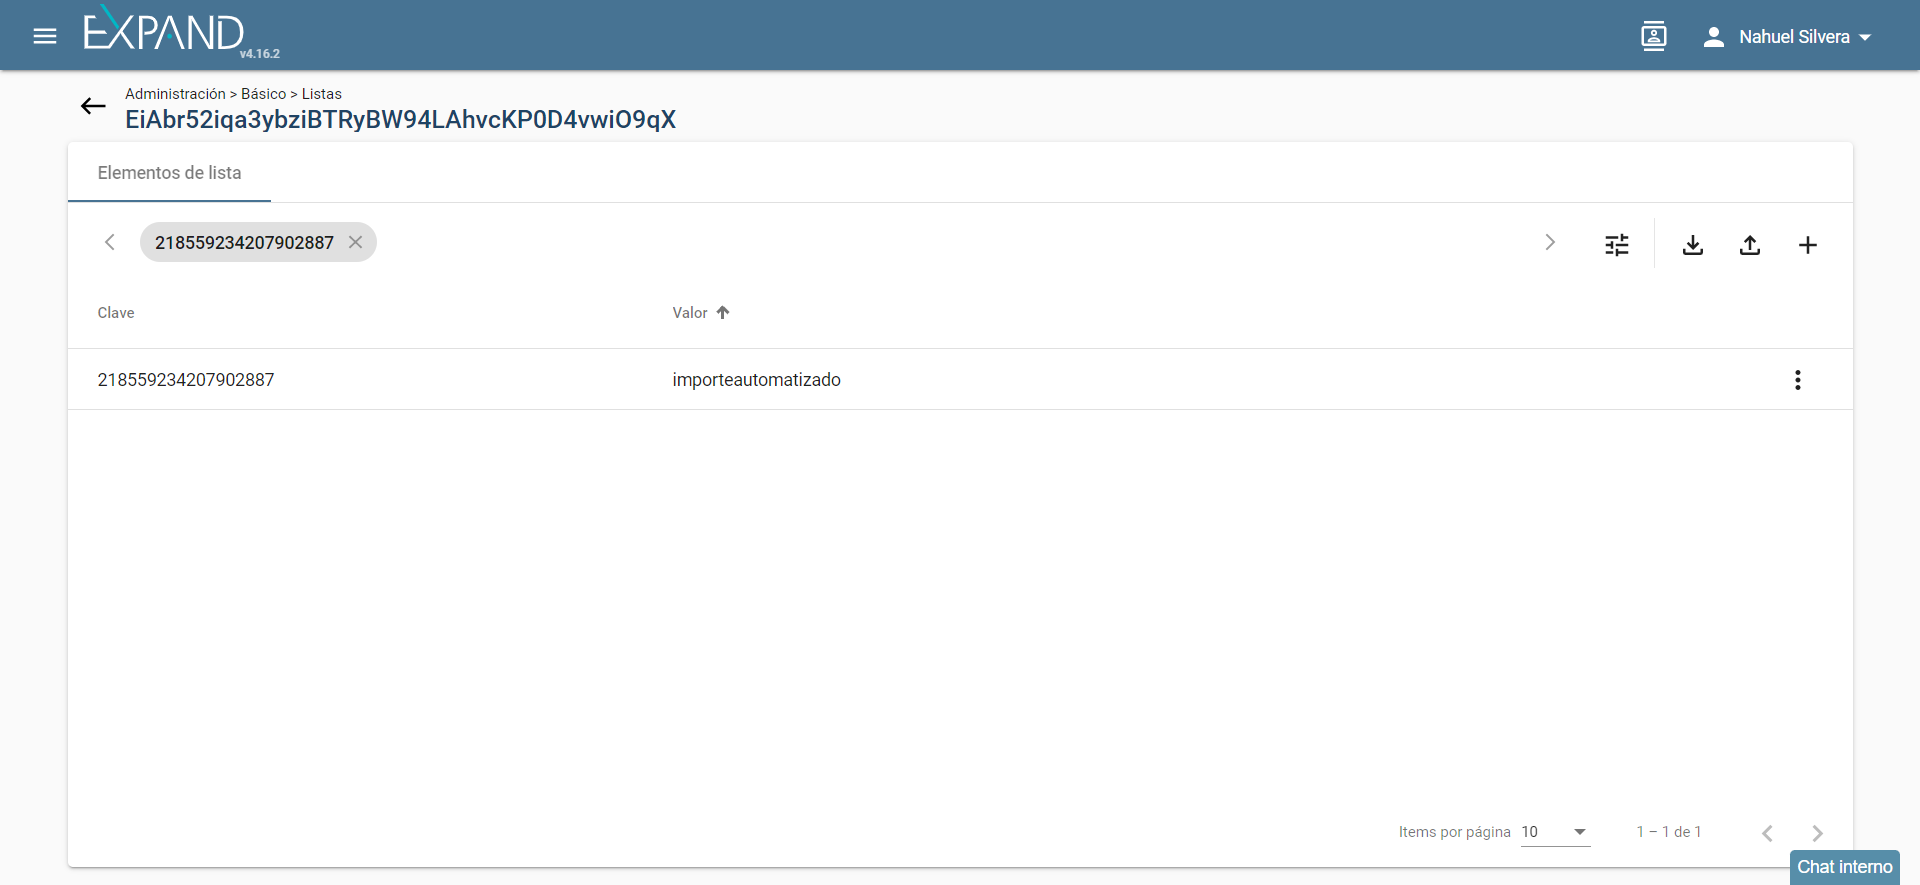 EXPAND
v4.16.2
Nahuel Silvera
Administración > Básico > Listas
EiAbr52iqa3ybziBTRyBW94LAhvcKP0D4vwiO9qX
Elementos de lista
218559234207902887
Clave
Valor
218559234207902887
importeautomatizado
Items por página 10
1 – 1 de 1
Chat interno